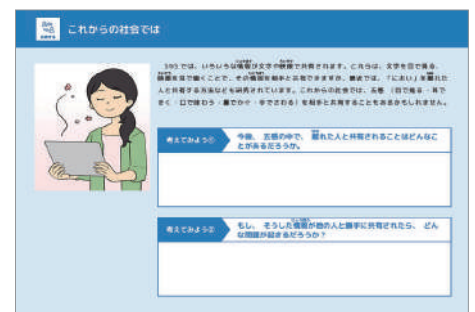 これからの社会では
SNSでは、いろいろな情報が文字や映像で共有されます。これらは、文字を目で見る、
映像を目で聞くことで、その情報を相手と共有できますが、最近では、「におい」を離れた
人と共有する方法なども研究されています。これからの社会では、五感 (目で見る・耳で
きく・口で味わう・鼻でかぐ・手でさわる) を相手と共有することもあるかもしれません。
考えてみよう①
今後、五感の中で、離れた人と共有されることはどんなこ
とがあるだろうか。
考えてみよう②
もし、そうした情報が他の人と勝手に共有されたら、どん
な問題が起きるだろうか？